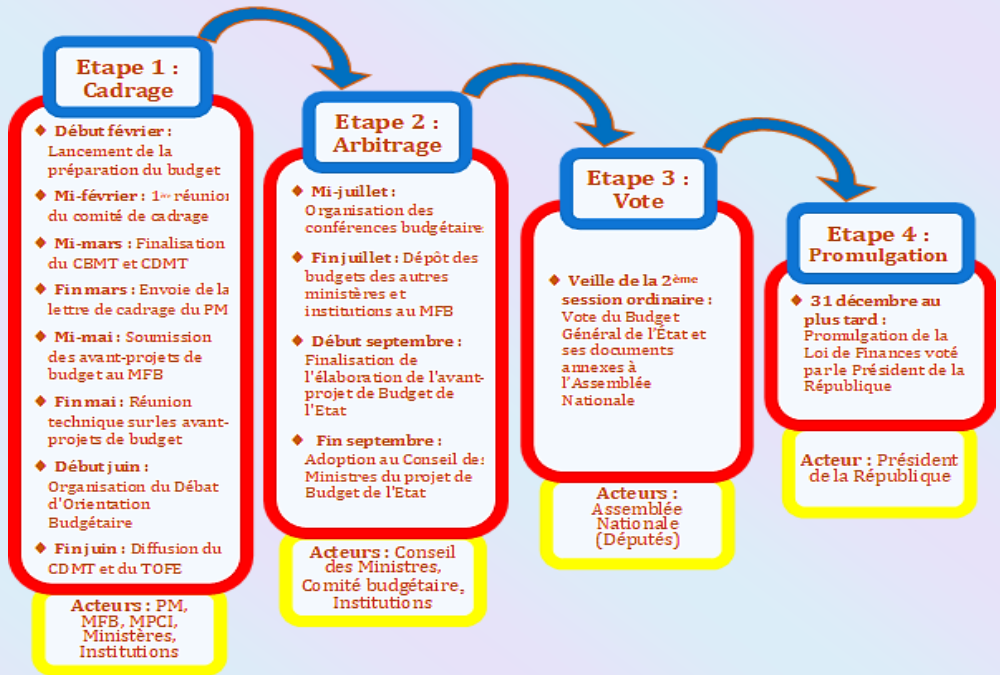 Etape 1 :
Cadrage
❖ Début février :
Lancement de la
préparation du budget
❖ Mi-février : 1ère réunion
du comité de cadrage
❖ Mi-mars : Finalisation
du CBMT et CDMT
❖ Fin mars : Envoie de la
lettre de cadrage du PM
❖ Mi-mai : Soumission
des avant-projets de
budget au MFB
❖ Fin mai : Réunion
technique sur les avant-
projets de budget
❖ Début juin :
Organisation du Débat
d'Orientation
Budgétaire
❖ Fin juin : Diffusion du
CDMT et du TOFE
Acteurs : PM,
MFB, MPCI,
Ministères,
Institutions
Etape 2 :
Arbitrage
❖ Mi-juillet :
Organisation des
conférences budgétaires
❖ Fin juillet : Dépôt des
budgets des autres
ministères et
institutions au MFB
❖ Début septembre :
Finalisation de
l'élaboration de l'avant-
projet de Budget de
l'Etat
❖ Fin septembre :
Adoption au Conseil des
Ministres du projet de
Budget de l'Etat
Acteurs : Conseil
des Ministres,
Comité budgétaire,
Institutions
Etape 3 :
Vote
❖ Veille de la 2ème
session ordinaire :
Vote du Budget
Général de l'État et
ses documents
annexes à
l'Assemblée
Nationale
Acteurs :
Assemblée
Nationale
(Députés)
Etape 4 :
Promulgation
❖ 31 décembre au
plus tard :
Promulgation de la
Loi de Finances voté
par le Président de la
République
Acteur : Président
de la République